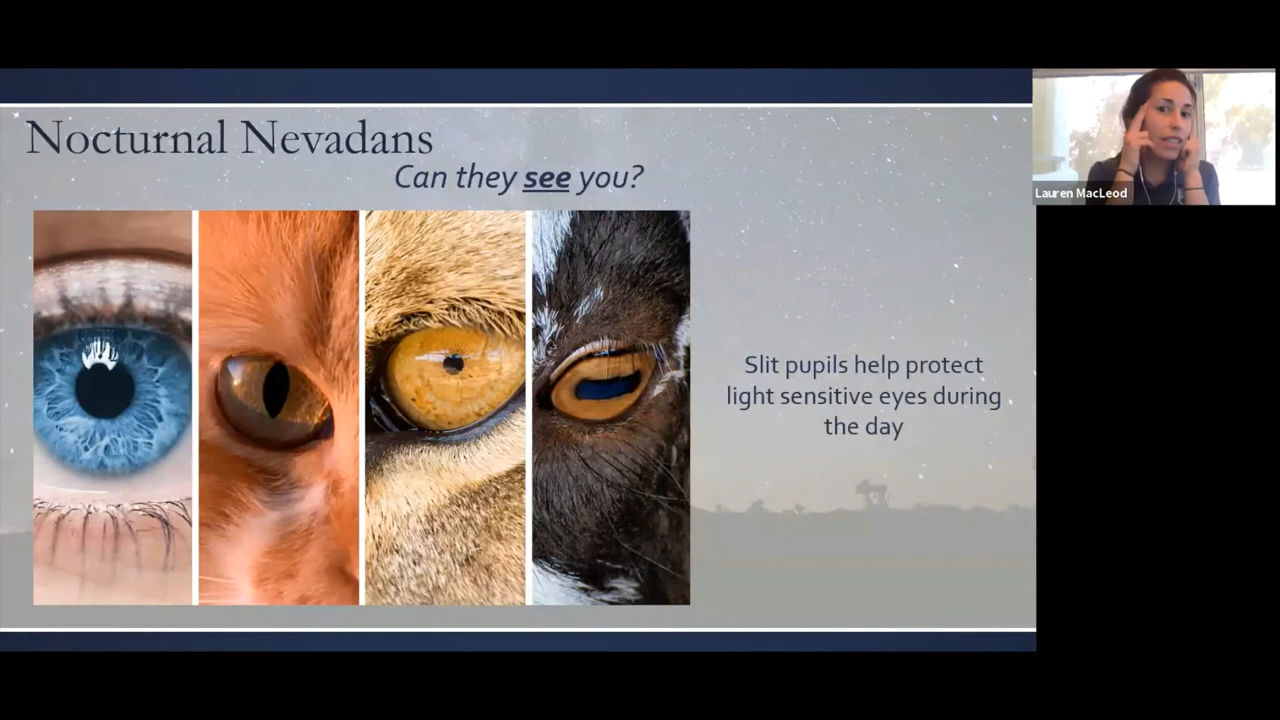 Nocturnal Nevadans
Can they see you?
Slit pupils help protect
light sensitive eyes during
the day
Lauren MacLeod